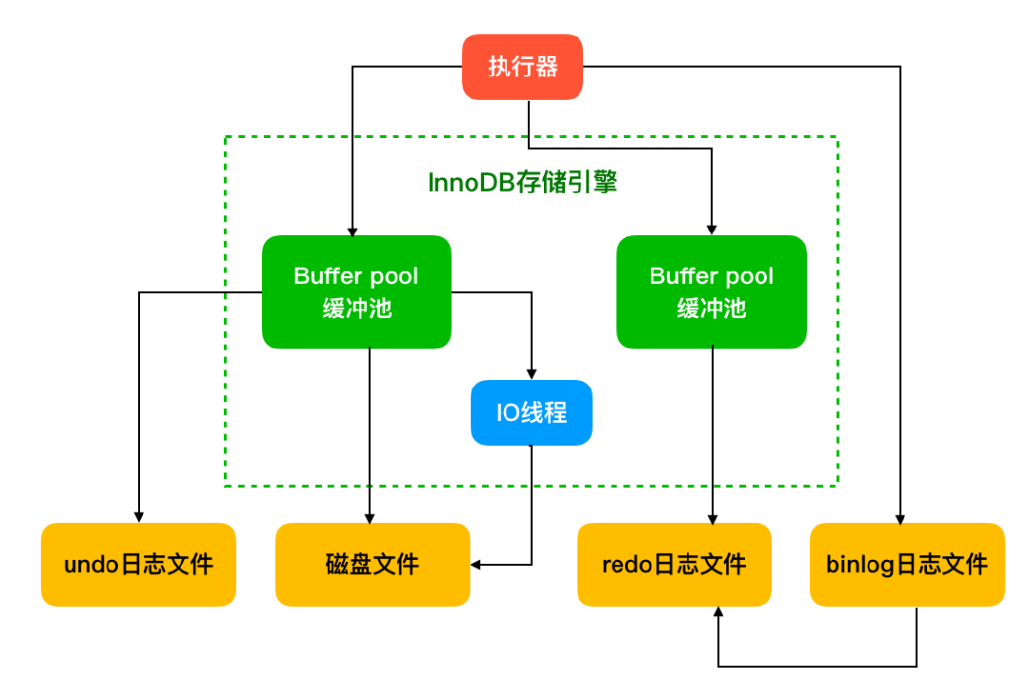 执行器
InnoDB存储引擎
Buffer pool
缓冲池
Buffer pool
缓冲池
IO线程
undo日志文件
磁盘文件
redo日志文件
binlog日志文件